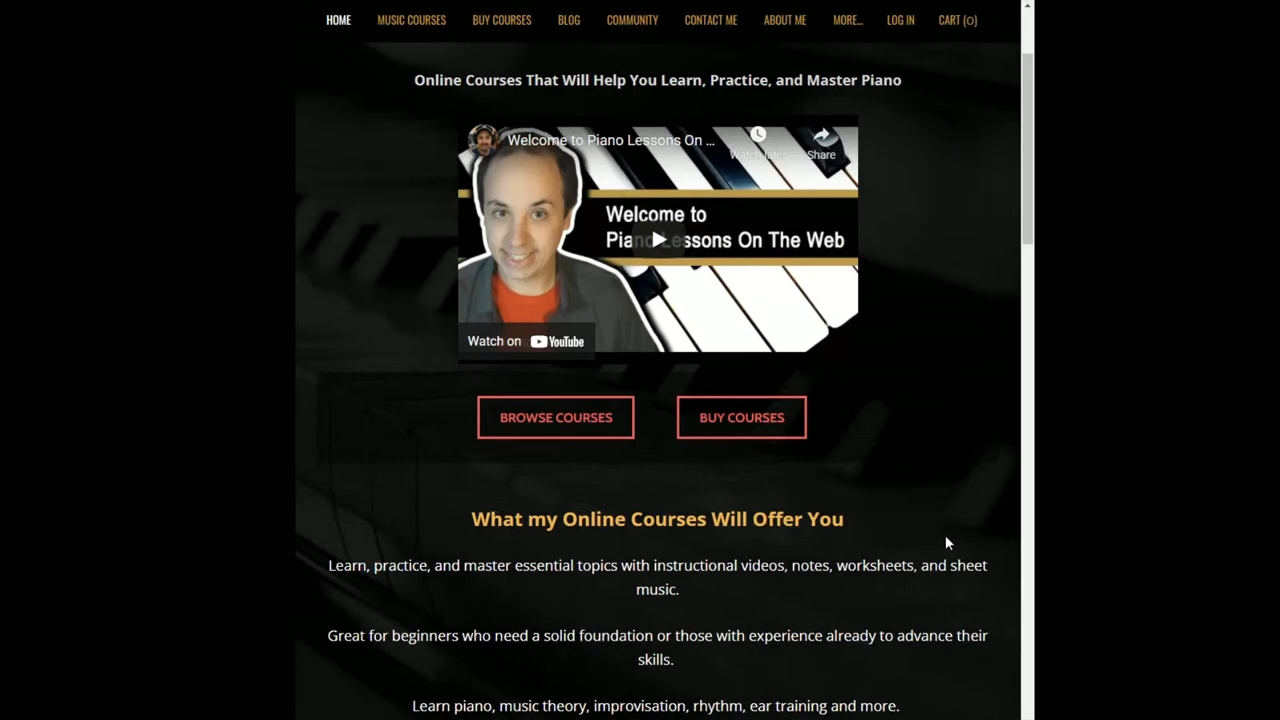 HOME MUSIC COURSES BUY COURSES BLOG COMMUNITY CONTACT ME ABOUT ME MORE... LOG IN CART (0)
Online Courses That Will Help You Learn, Practice, and Master Piano
Welcome to Piano Lessons On ...
Watch later Share
Welcome to
Piano Lessons On The Web
Watch on YouTube
BROWSE COURSES BUY COURSES
What my Online Courses Will Offer You
Learn, practice, and master essential topics with instructional videos, notes, worksheets, and sheet
music.
Great for beginners who need a solid foundation or those with experience already to advance their
skills.
Learn piano, music theory, improvisation, rhythm, ear training and more.